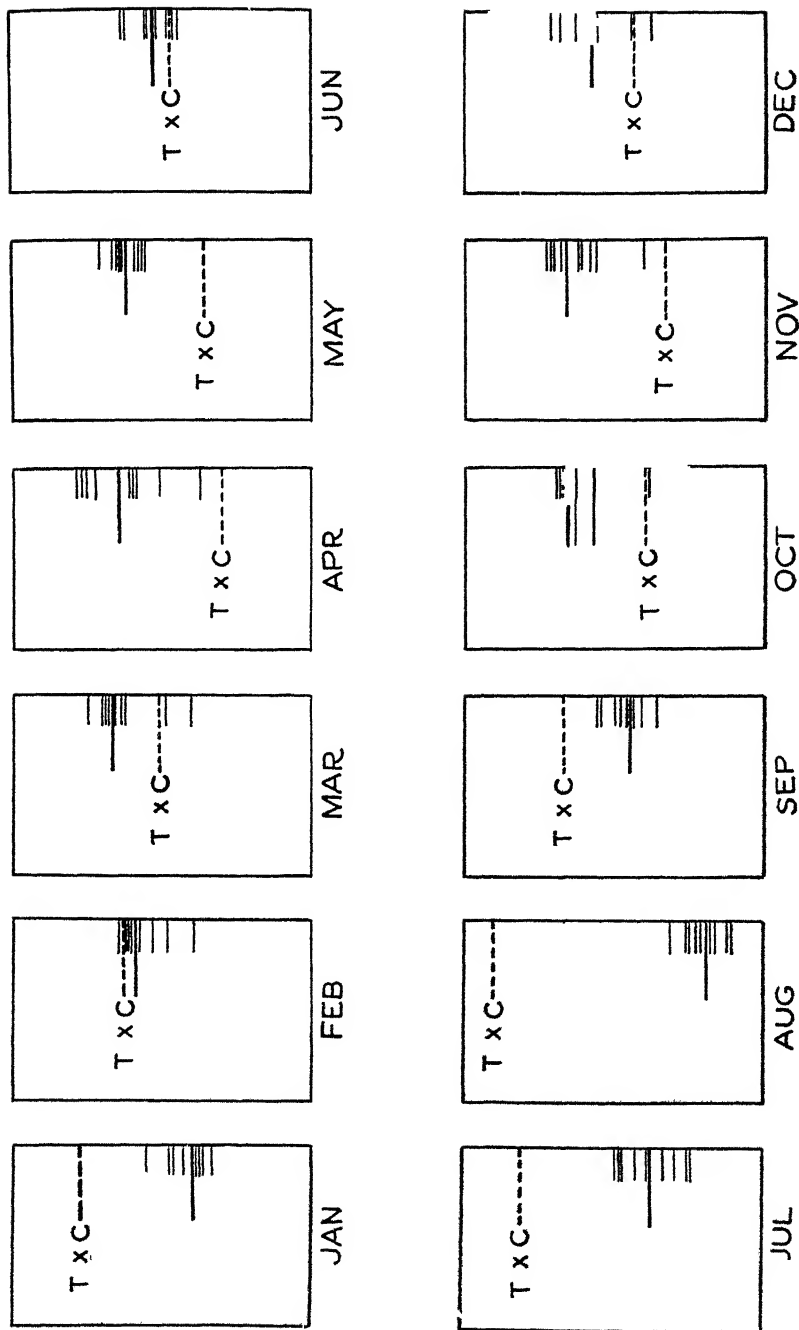 T x C
JAN
T x C
FEB
T x C
MAR
T x C
APR
T x C
MAY
T x C
JUN
T x C
JUL
T x C
AUG
T x C
SEP
T x C
OCT
T x C
NOV
T x C
DEC